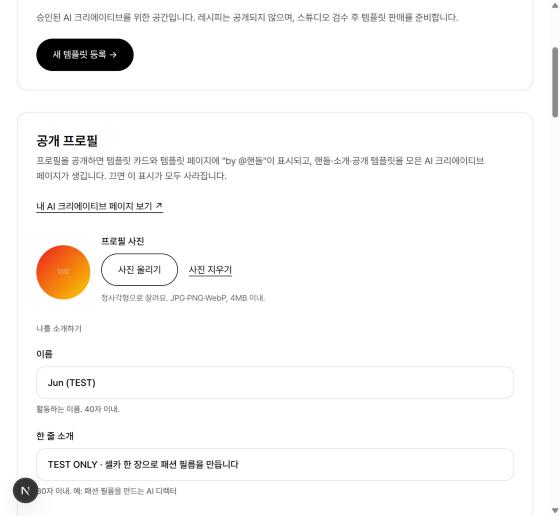 승인된 AI 크리에이티브를 위한 공간입니다. 레시피는 공개되지 않으며, 스튜디오 검수 후 템플릿 판매를 준비합니다.
새 템플릿 등록 →
공개 프로필
프로필을 공개하면 템플릿 카드와 템플릿 페이지에 "by @핸들"이 표시되고, 핸들·소개·공개 템플릿을 모은 AI 크리에이티브
페이지가 생깁니다. 끄면 이 표시가 모두 사라집니다.
내 AI 크리에이티브 페이지 보기 ↗
프로필 사진
TEST
사진 올리기
사진 지우기
정사각형으로 잘려요. JPG·PNG·WebP, 4MB 이내.
나를 소개하기
이름
Jun (TEST)
활동하는 이름. 40자 이내.
한 줄 소개
TEST ONLY · 셀카 한 장으로 패션 필름을 만듭니다
N
80자 이내. 예: 패션 필름을 만드는 AI 디렉터